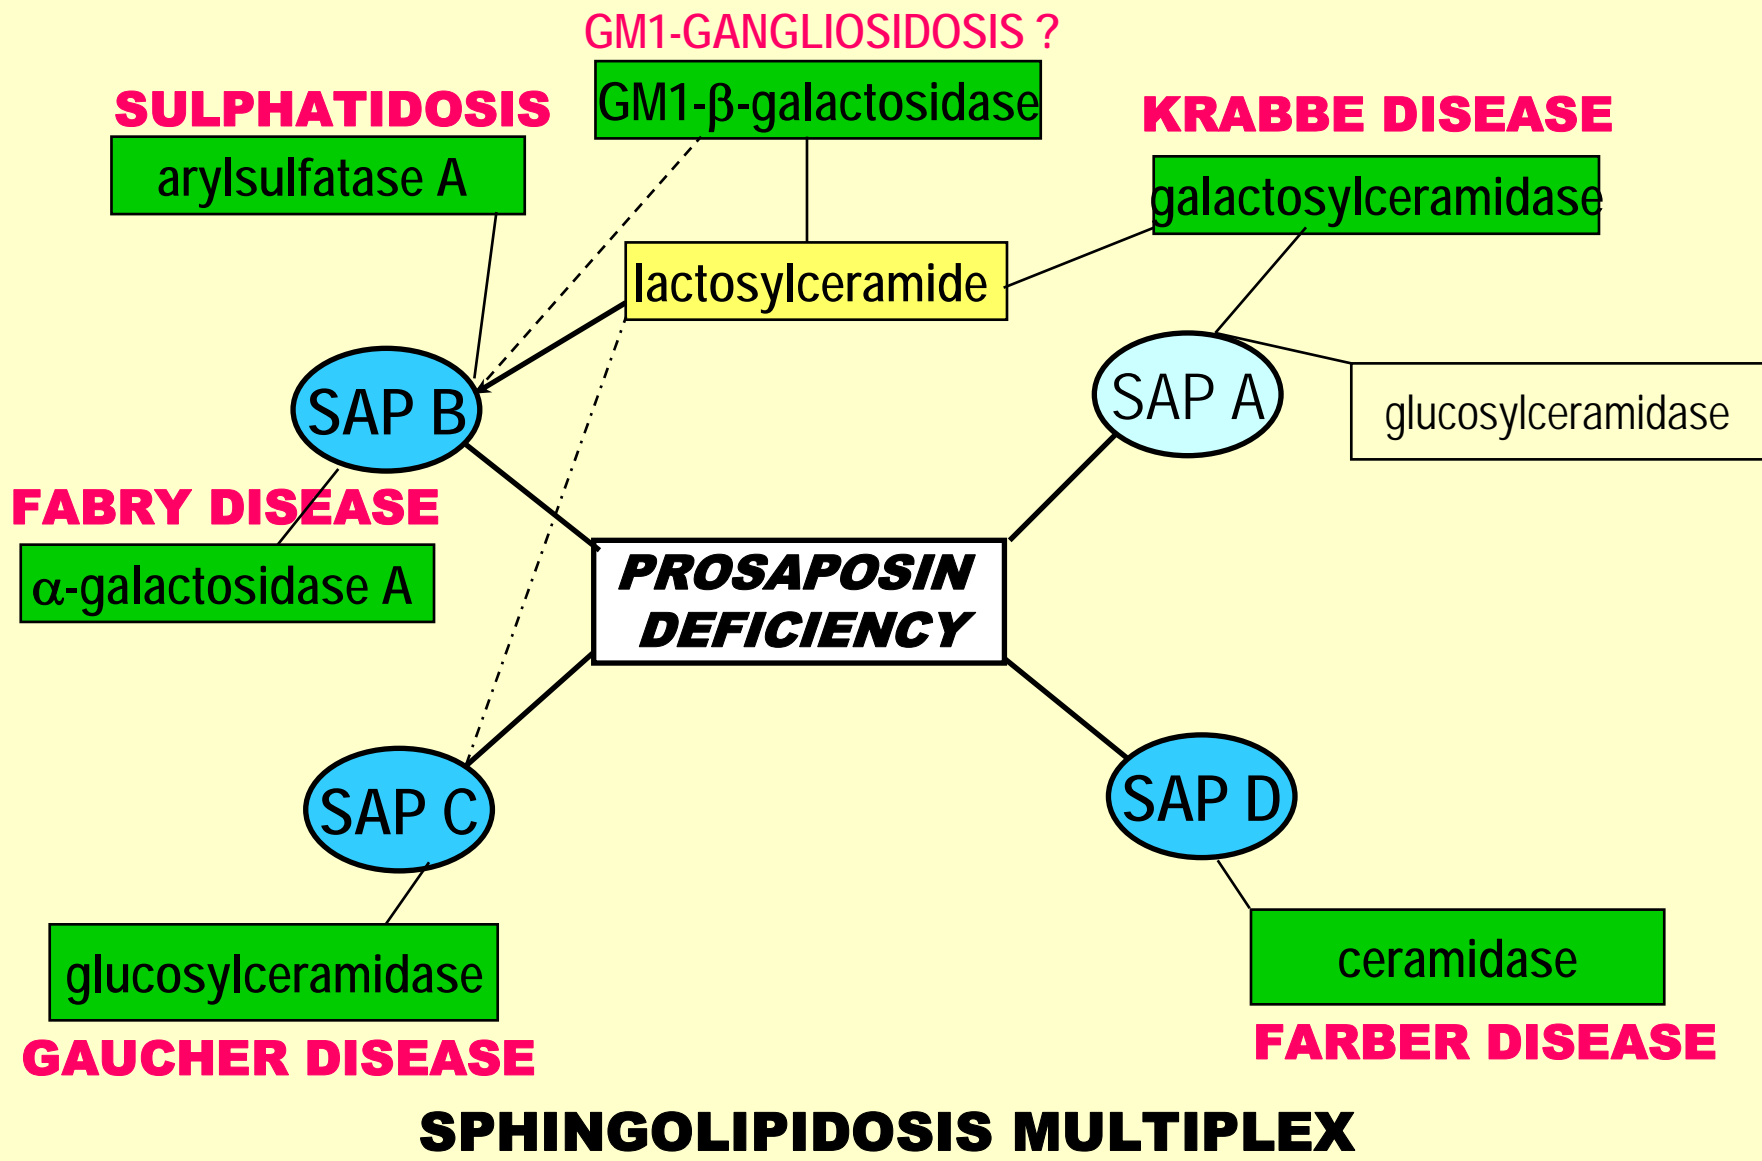 GM1-GANGLIOSIDOSIS ?
GM1-β-galactosidase
SULPHATIDOSIS
arylsulfatase A
KRABBE DISEASE
galactosylceramidase
lactosylceramide
SAP B
SAP A
glucosylceramidase
FABRY DISEASE
α-galactosidase A
PROSAPOSIN
DEFICIENCY
SAP C
SAP D
glucosylceramidase
GAUCHER DISEASE
ceramidase
FARBER DISEASE
SPHINGOLIPIDOSIS MULTIPLEX